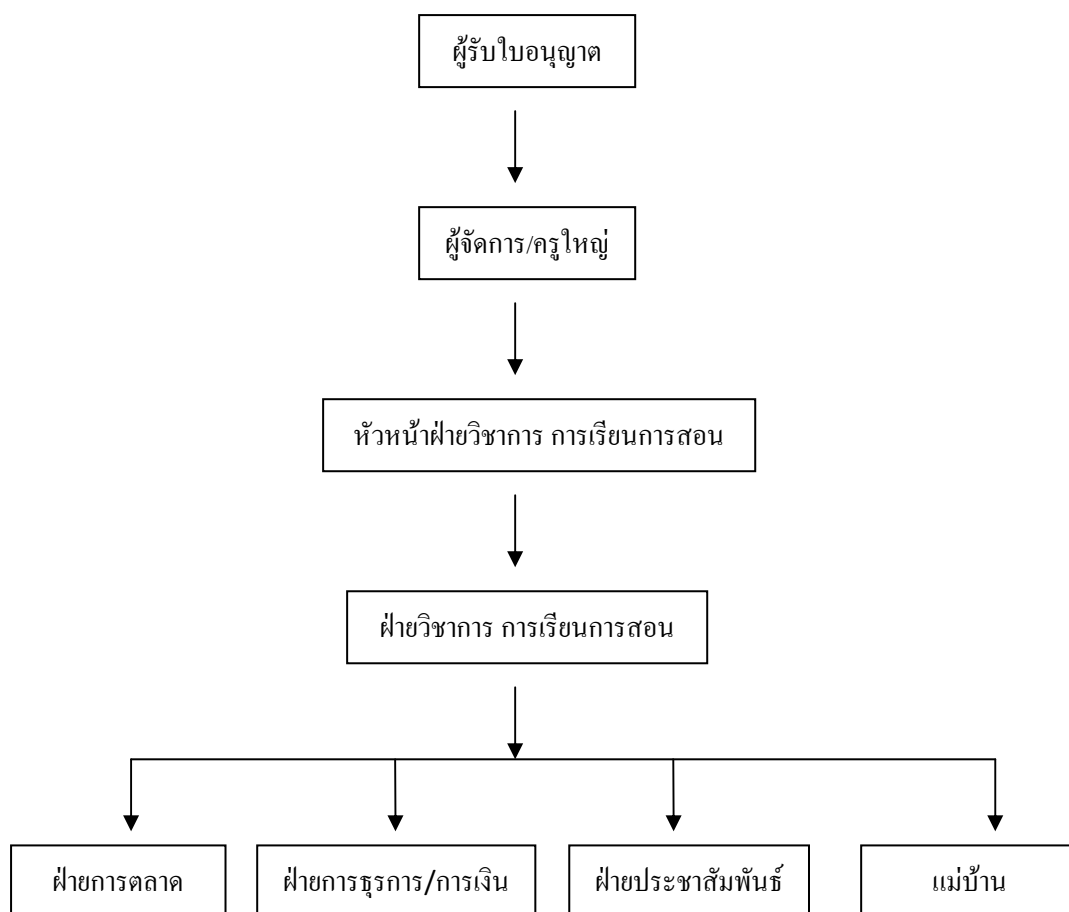 ผู้รับใบอนุญาต
ผู้จัดการ/ครูใหญ่
หัวหน้าฝ่ายวิชาการ การเรียนการสอน
ฝ่ายวิชาการ การเรียนการสอน
ฝ่ายการตลาด
ฝ่ายการธุรการ/การเงิน
ฝ่ายประชาสัมพันธ์
แม่บ้าน